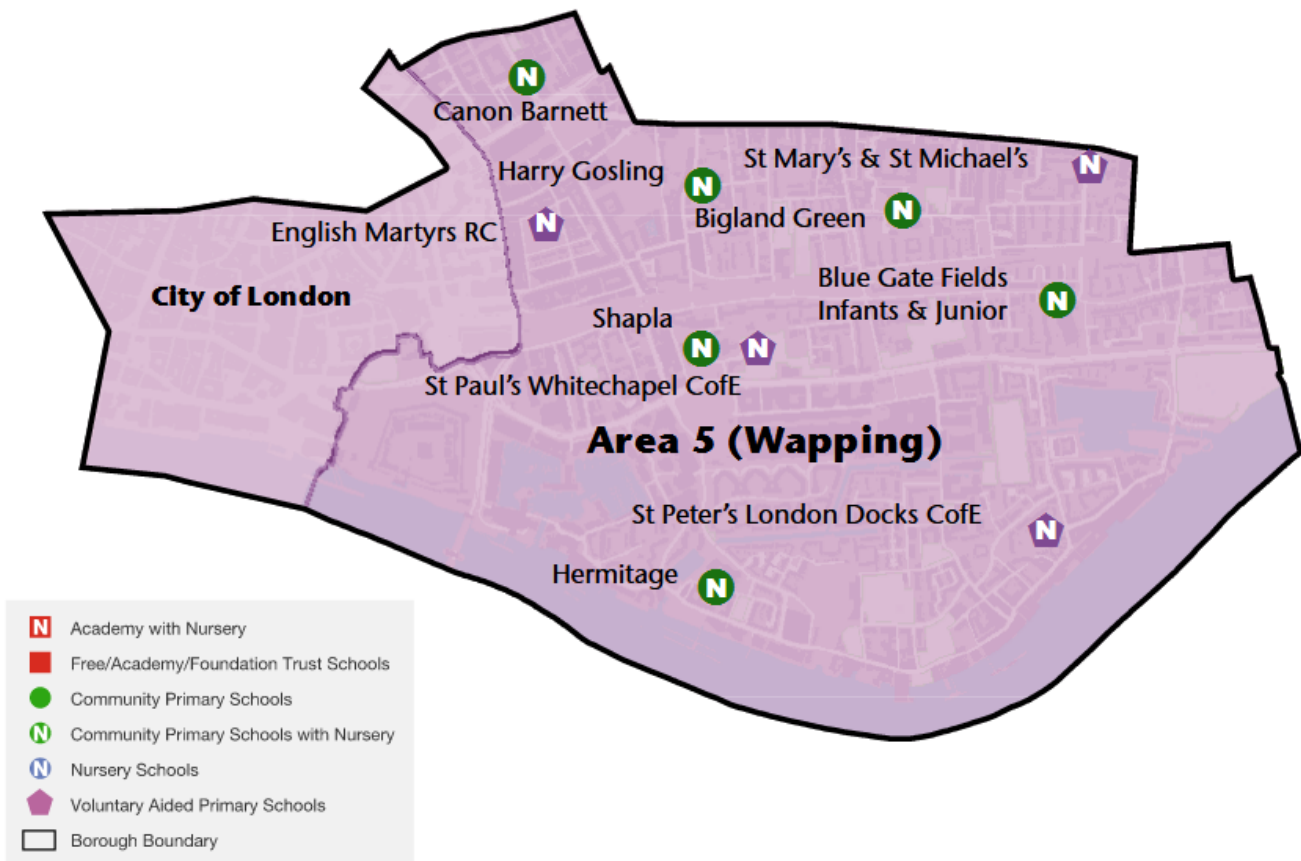 N
Canon Barnett
St Mary's & St Michael's
N
Harry Gosling
N
Bigland Green
N
English Martyrs RC
N
City of London
Blue Gate Fields
Infants & Junior
N
Shapla
N
N
St Paul's Whitechapel CofE
Area 5 (Wapping)
St Peter's London Docks CofE
N
Hermitage
N
N Academy with Nursery
Free/Academy/Foundation Trust Schools
Community Primary Schools
N Community Primary Schools with Nursery
N Nursery Schools
Voluntary Aided Primary Schools
Borough Boundary